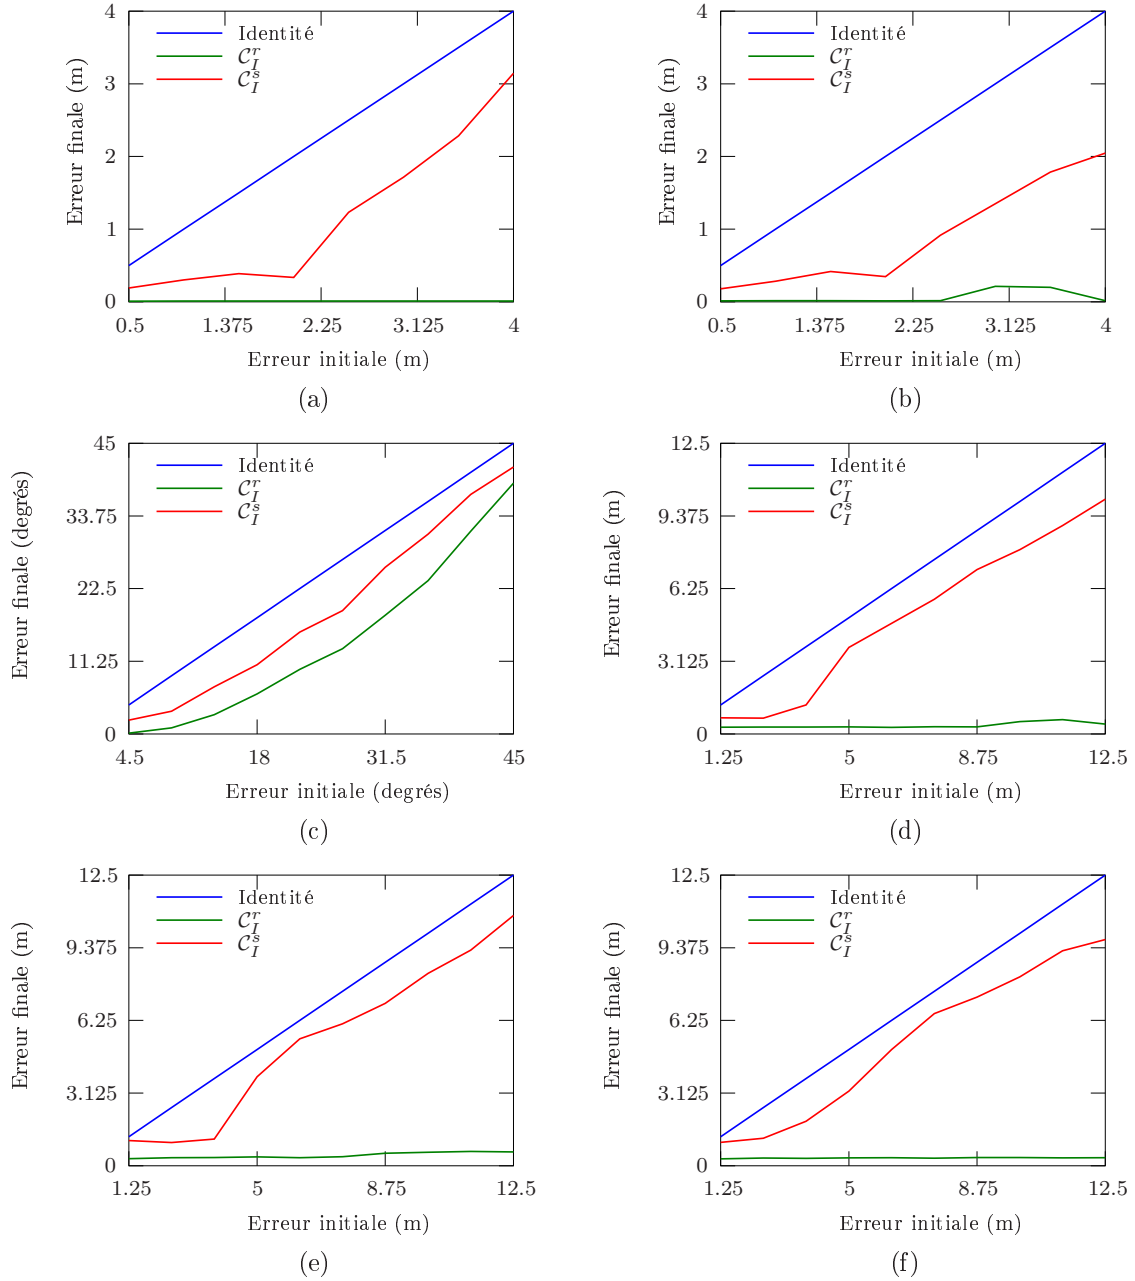 4
3
2
1
0
Erreur finale (m)
Identité
C_I^r
C_I^s
0.5 1.375 2.25 3.125 4
Erreur initiale (m)
(a)
4
3
2
1
0
Erreur finale (m)
Identité
C_I^r
C_I^s
0.5 1.375 2.25 3.125 4
Erreur initiale (m)
(b)
45
33.75
22.5
11.25
0
Erreur finale (degrés)
Identité
C_I^r
C_I^s
4.5 18 31.5 45
Erreur initiale (degrés)
(c)
12.5
9.375
6.25
3.125
0
Erreur finale (m)
Identité
C_I^r
C_I^s
1.25 5 8.75 12.5
Erreur initiale (m)
(d)
12.5
9.375
6.25
3.125
0
Erreur finale (m)
Identité
C_I^r
C_I^s
1.25 5 8.75 12.5
Erreur initiale (m)
(e)
12.5
9.375
6.25
3.125
0
Erreur finale (m)
Identité
C_I^r
C_I^s
1.25 5 8.75 12.5
Erreur initiale (m)
(f)